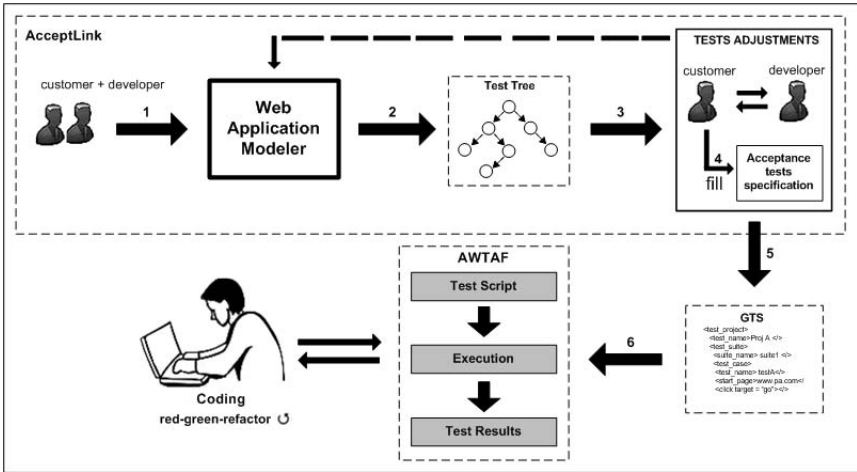 AcceptLink
customer + developer
1
Web
Application
Modeler
2
Test Tree
3
TESTS ADJUSTMENTS
customer
developer
4
fill
Acceptance
tests
specification
5
GTS
<test_project>
<test_name>Proj A </>
<test_suite>
<suite_name> suite1 </>
<test_case>
<test_name> testA</>
<start_page>www.pa.com</
<click target = "go"></>
6
AWTAF
Test Script
Execution
Test Results
Coding
red-green-refactor ↺